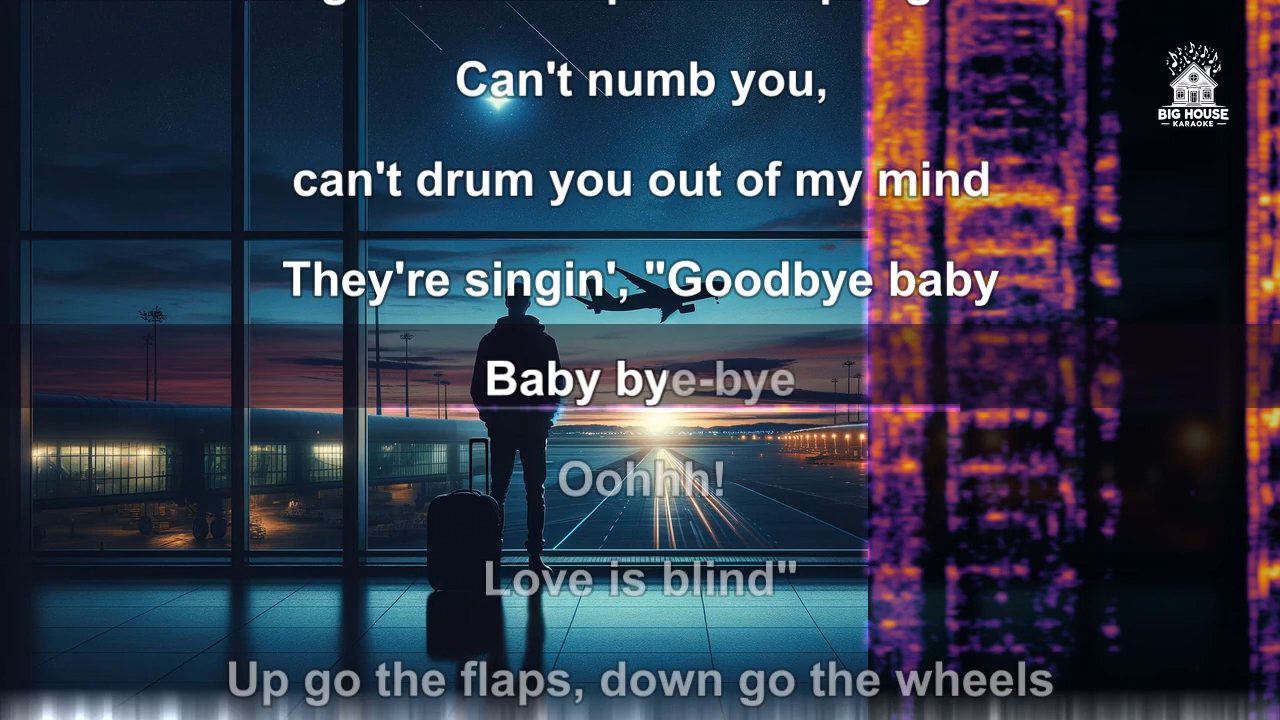 Can't numb you,
can't drum you out of my mind
They're singin', "Goodbye baby
Baby bye-bye
Oohhh!
Love is blind"
Up go the flaps, down go the wheels
BIG HOUSE
KARAOKE